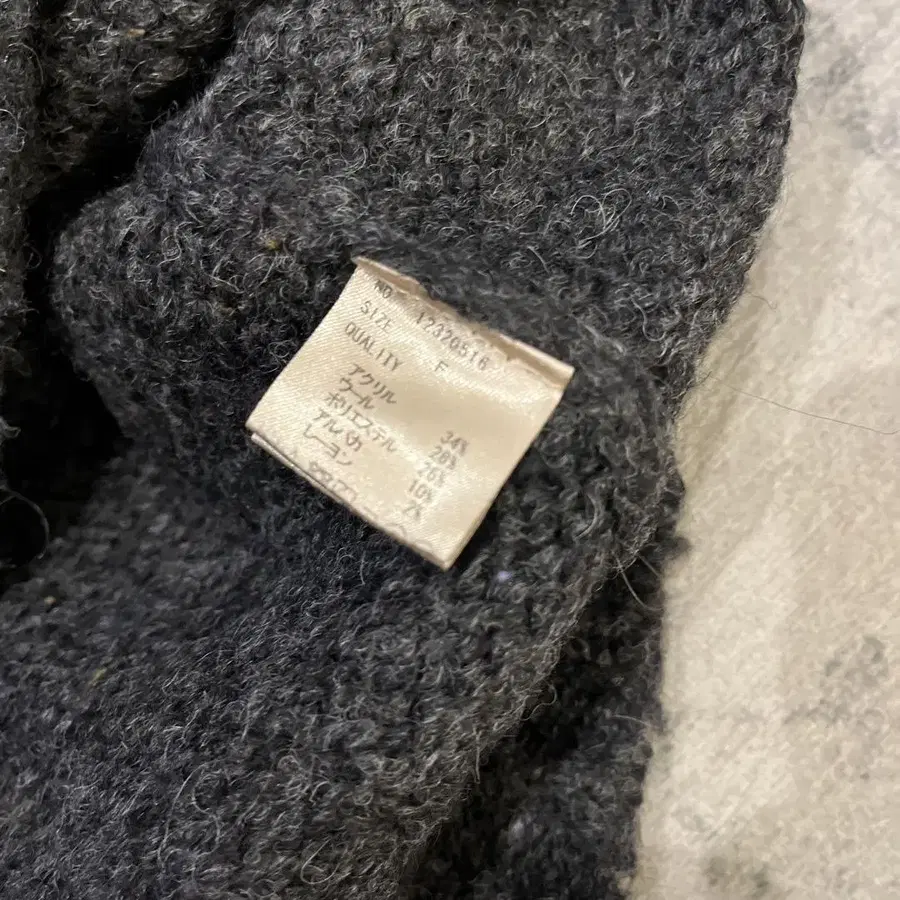 NO 12320516
SIZE F
QUALITY
アクリル 34%
ウール 28%
ポリエステル 26%
アルパカ 10%
レーヨン 2%